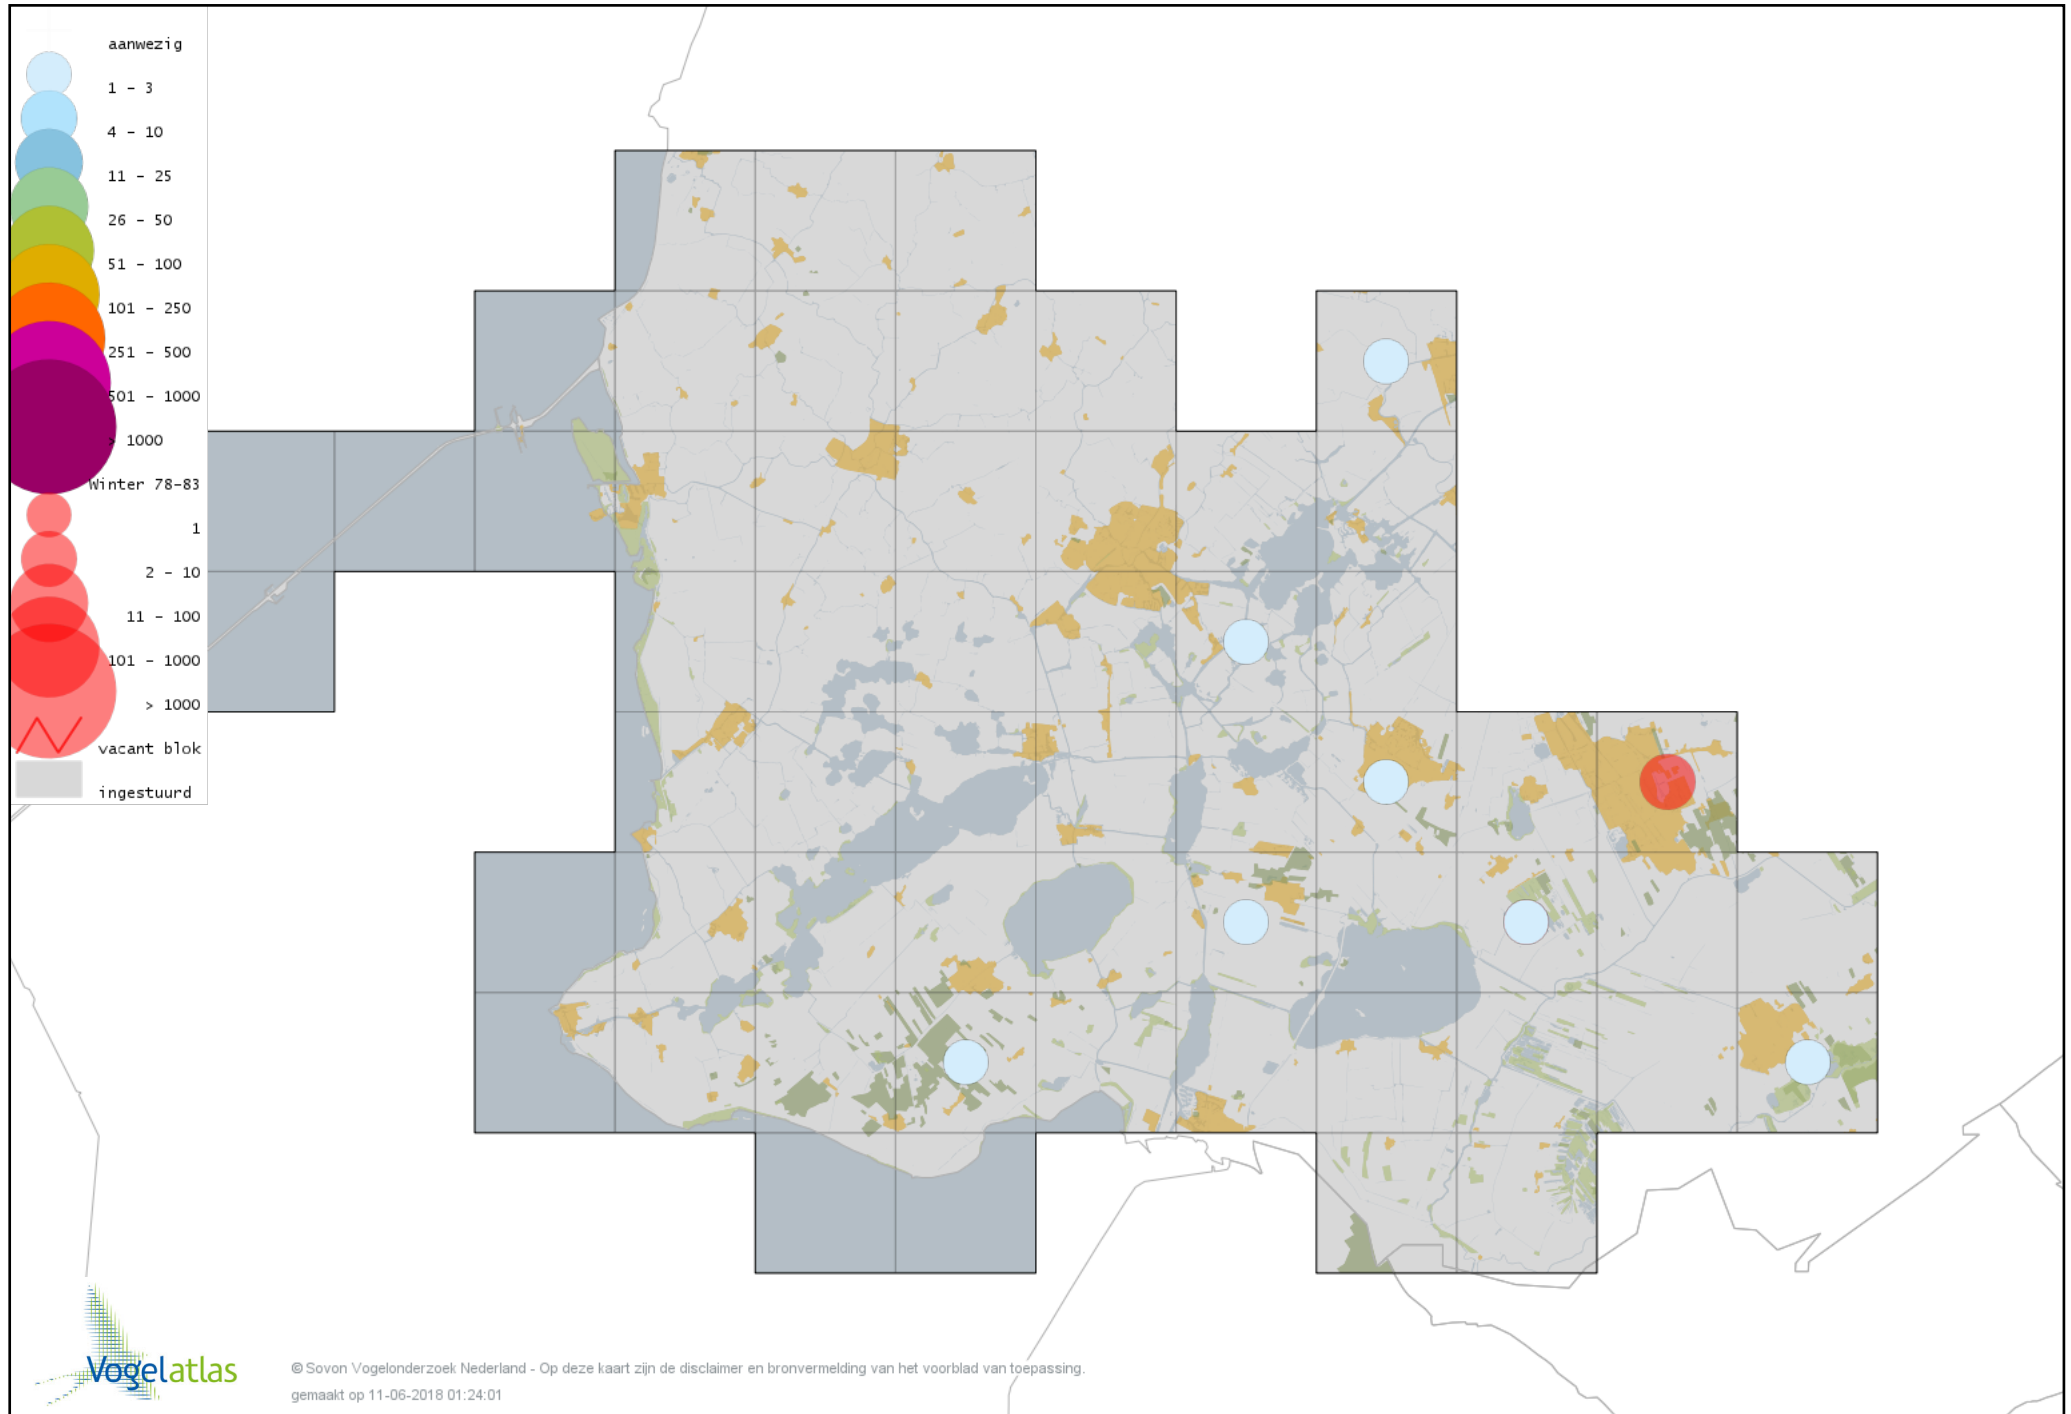 aanwezig
1 – 3
4 – 10
11 – 25
26 – 50
51 – 100
101 – 250
251 – 500
501 – 1000
> 1000
Winter 78-83
1
2 – 10
11 – 100
101 – 1000
> 1000
vacant blok
ingestuurd
Vogelatlas
© Sovon Vogelonderzoek Nederland - Op deze kaart zijn de disclaimer en bronvermelding van het voorblad van toepassing.
gemaakt op 11-06-2018 01:24:01